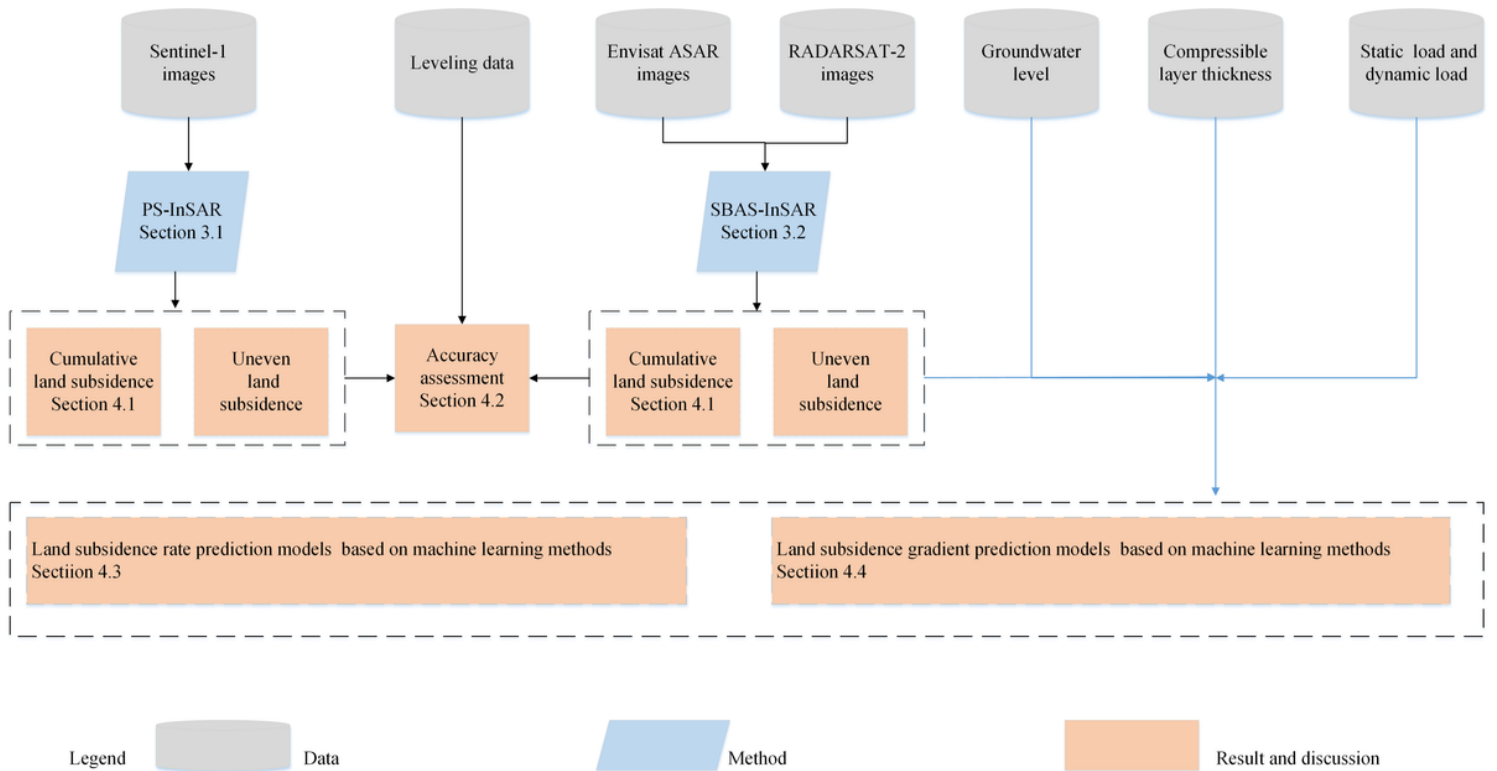 Sentinel-1
images
Leveling data
Envisat ASAR
images
RADARSAT-2
images
Groundwater
level
Compressible
layer thickness
Static load and
dynamic load
PS-InSAR
Section 3.1
SBAS-InSAR
Section 3.2
Cumulative
land subsidence
Section 4.1
Uneven
land
subsidence
Accuracy
assessment
Section 4.2
Cumulative
land subsidence
Section 4.1
Uneven
land
subsidence
Land subsidence rate prediction models based on machine learning methods
Sectiion 4.3
Land subsidence gradient prediction models based on machine learning methods
Sectiion 4.4
Legend
Data
Method
Result and discussion